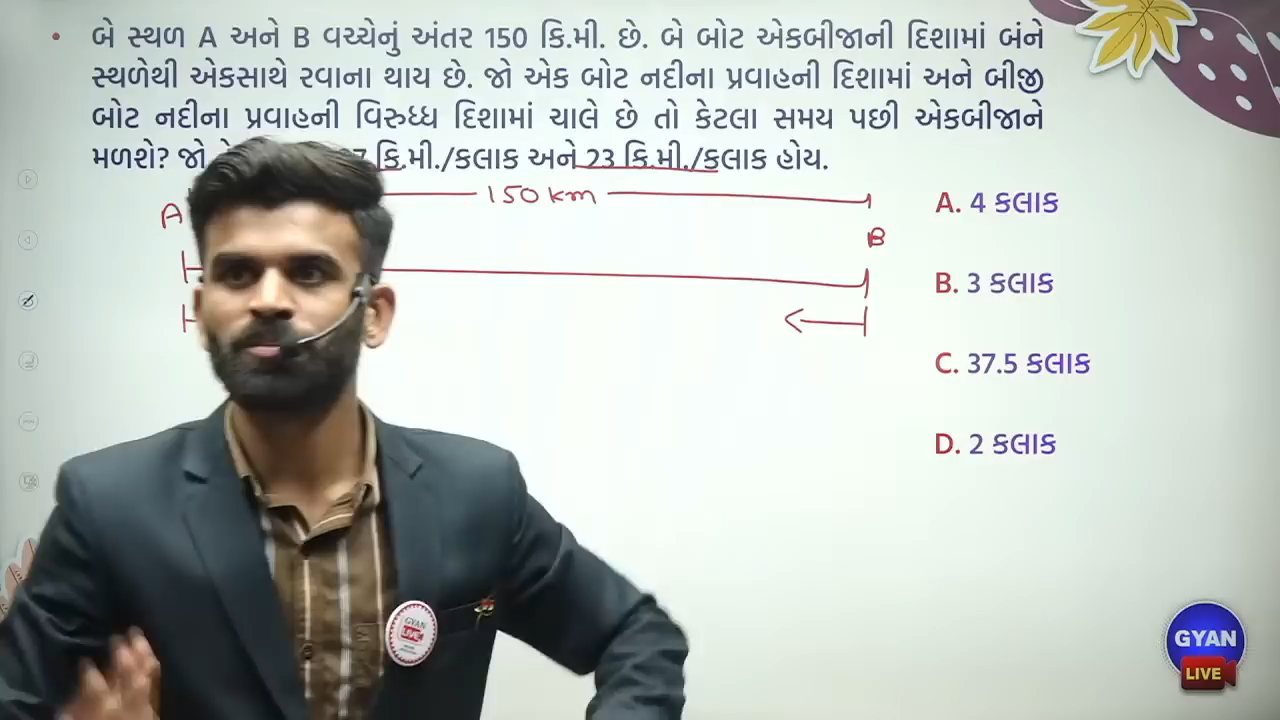 બે સ્થળ A અને B વચ્ચેનું અંતર 150 કિ.મી. છે. બે બોટ એકબીજાની દિશામાં બંને
સ્થળેથી એકસાથે રવાના થાય છે. જો એક બોટ નદીના પ્રવાહની દિશામાં અને બીજી
બોટ નદીના પ્રવાહની વિરુધ્ધ દિશામાં ચાલે છે તો કેટલા સમય પછી એકબીજાને
મળશે? જો કિ.મી./કલાક અને 23 કિ.મી./કલાક હોય.
150 km
A
B
A. 4 કલાક
B. 3 કલાક
C. 37.5 કલાક
D. 2 કલાક
GYAN
LIVE
GYAN
LIVE